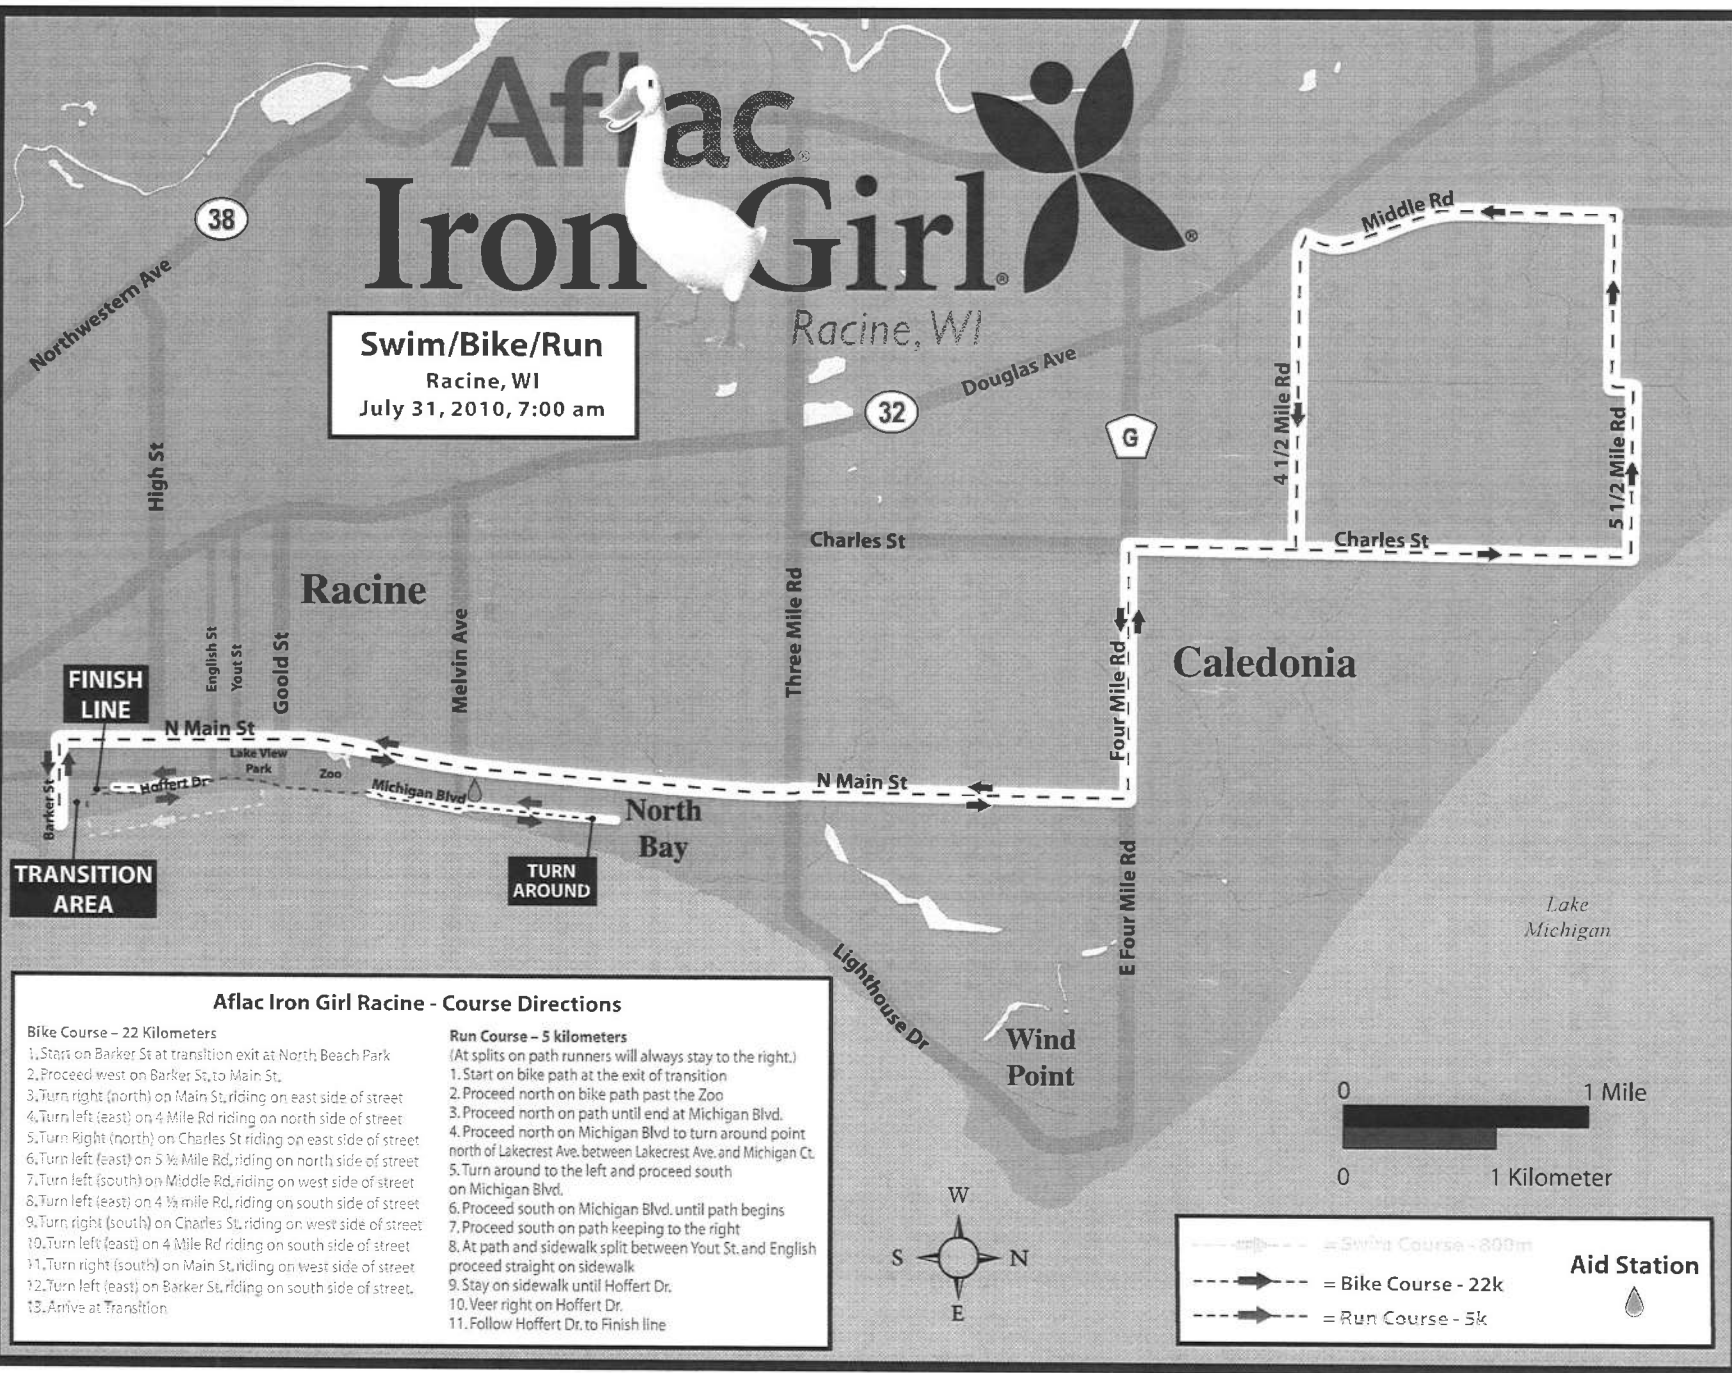 Aflac®
Iron Girl®
Racine, WI
Swim/Bike/Run
Racine, WI
July 31, 2010, 7:00 am
38
32
G
Northwestern Ave
High St
English St
Yout St
Goold St
Melvin Ave
Three Mile Rd
Douglas Ave
Charles St
Middle Rd
4 1/2 Mile Rd
5 1/2 Mile Rd
Charles St
Four Mile Rd
Racine
Caledonia
FINISH
LINE
N Main St
Lake View
Park
Zoo
Hoffert Dr
Barker St
Michigan Blvd
N Main St
North
Bay
TRANSITION
AREA
TURN
AROUND
E Four Mile Rd
Lighthouse Dr
Wind
Point
Lake
Michigan
Aflac Iron Girl Racine - Course Directions
Bike Course – 22 Kilometers
1.Start on Barker St at transition exit at North Beach Park
2.Proceed west on Barker St. to Main St.
3.Turn right (north) on Main St. riding on east side of street
4.Turn left (east) on 4 Mile Rd riding on north side of street
5.Turn Right (north) on Charles St riding on east side of street
6.Turn left (east) on 5 ½ Mile Rd. riding on north side of street
7.Turn left (south) on Middle Rd. riding on west side of street
8.Turn left (east) on 4 ½ mile Rd. riding on south side of street
9.Turn right (south) on Charles St. riding on west side of street
10.Turn left (east) on 4 Mile Rd riding on south side of street
11.Turn right (south) on Main St. riding on west side of street
12.Turn left (east) on Barker St. riding on south side of street.
13.Arrive at Transition
Run Course – 5 kilometers
(At splits on path runners will always stay to the right.)
1. Start on bike path at the exit of transition
2. Proceed north on bike path past the Zoo
3. Proceed north on path until end at Michigan Blvd.
4. Proceed north on Michigan Blvd to turn around point
north of Lakecrest Ave. between Lakecrest Ave. and Michigan Ct.
5. Turn around to the left and proceed south
on Michigan Blvd.
6. Proceed south on Michigan Blvd. until path begins
7. Proceed south on path keeping to the right
8. At path and sidewalk split between Yout St. and English
proceed straight on sidewalk
9. Stay on sidewalk until Hoffert Dr.
10. Veer right on Hoffert Dr.
11. Follow Hoffert Dr. to Finish line
W
S N
E
0 1 Mile
0 1 Kilometer
= Swim Course - 800m
= Bike Course - 22k
= Run Course - 5k
Aid Station